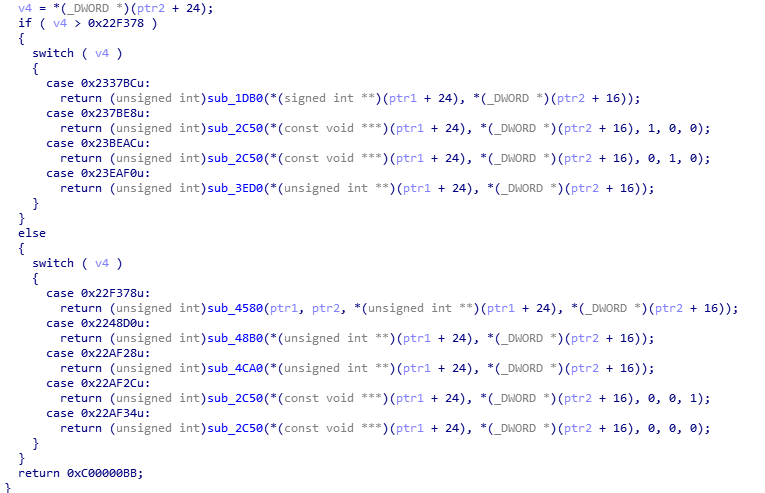 v4 = *(_DWORD *)(ptr2 + 24);
if ( v4 > 0x22F378 )
{
switch ( v4 )
{
case 0x2337BCu:
return (unsigned int)sub_1DB0(*(signed int **)(ptr1 + 24), *(_DWORD *)(ptr2 + 16));
case 0x237BE8u:
return (unsigned int)sub_2C50(*(const void ***)(ptr1 + 24), *(_DWORD *)(ptr2 + 16), 1, 0, 0);
case 0x23BEACu:
return (unsigned int)sub_2C50(*(const void ***)(ptr1 + 24), *(_DWORD *)(ptr2 + 16), 0, 1, 0);
case 0x23EAF0u:
return (unsigned int)sub_3ED0(*(unsigned int **)(ptr1 + 24), *(_DWORD *)(ptr2 + 16));
}
}
else
{
switch ( v4 )
{
case 0x22F378u:
return (unsigned int)sub_4580(ptr1, ptr2, *(unsigned int **)(ptr1 + 24), *(_DWORD *)(ptr2 + 16));
case 0x2248D0u:
return (unsigned int)sub_48B0(*(unsigned int **)(ptr1 + 24), *(_DWORD *)(ptr2 + 16));
case 0x22AF28u:
return (unsigned int)sub_4CA0(*(unsigned int **)(ptr1 + 24), *(_DWORD *)(ptr2 + 16));
case 0x22AF2Cu:
return (unsigned int)sub_2C50(*(const void ***)(ptr1 + 24), *(_DWORD *)(ptr2 + 16), 0, 0, 1);
case 0x22AF34u:
return (unsigned int)sub_2C50(*(const void ***)(ptr1 + 24), *(_DWORD *)(ptr2 + 16), 0, 0, 0);
}
}
return 0xC00000BB;
}